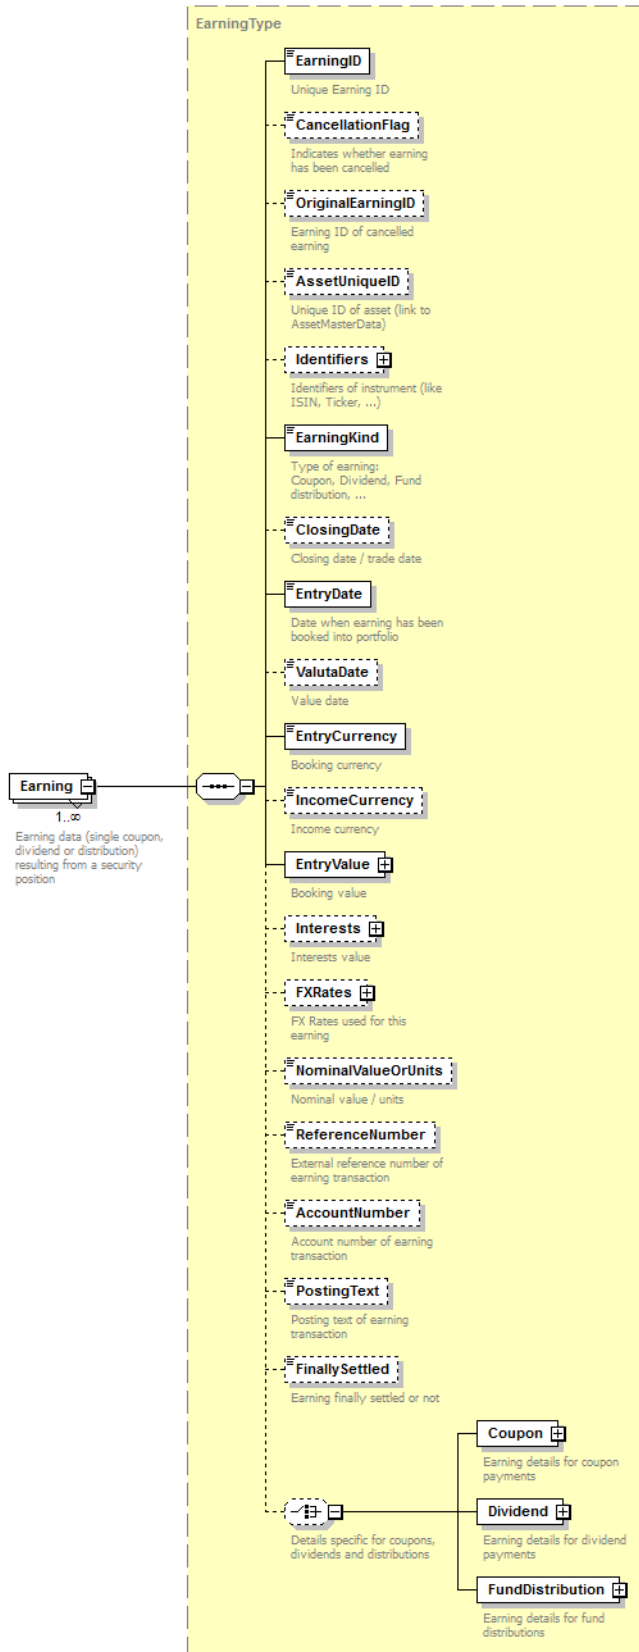 EarningType
EarningID
Unique Earning ID
CancellationFlag
Indicates whether earning
has been cancelled
OriginalEarningID
Earning ID of cancelled
earning
AssetUniqueID
Unique ID of asset (link to
AssetMasterData)
Identifiers
Identifiers of instrument (like
ISIN, Ticker, ...)
EarningKind
Type of earning:
Coupon, Dividend, Fund
distribution, ...
ClosingDate
Closing date / trade date
EntryDate
Date when earning has been
booked into portfolio
ValutaDate
Value date
EntryCurrency
Booking currency
Earning
1..∞
Earning data (single coupon,
dividend or distribution)
resulting from a security
position
IncomeCurrency
Income currency
EntryValue
Booking value
Interests
Interests value
FXRates
FX Rates used for this
earning
NominalValueOrUnits
Nominal value / units
ReferenceNumber
External reference number of
earning transaction
AccountNumber
Account number of earning
transaction
PostingText
Posting text of earning
transaction
FinallySettled
Earning finally settled or not
Details specific for coupons,
dividends and distributions
Coupon
Earning details for coupon
payments
Dividend
Earning details for dividend
payments
FundDistribution
Earning details for fund
distributions